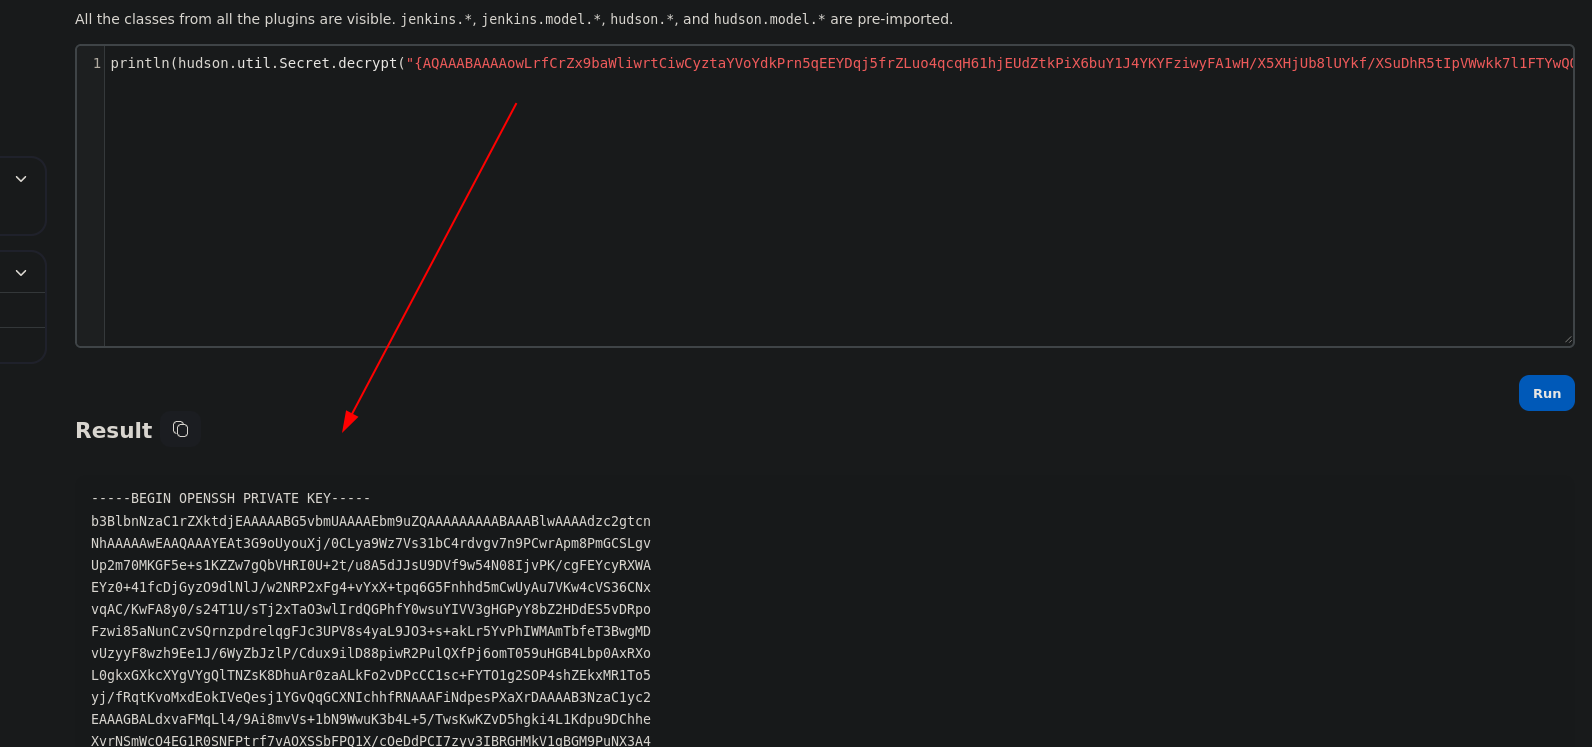 All the classes from all the plugins are visible. jenkins.*, jenkins.model.*, hudson.*, and hudson.model.* are pre-imported.
1 println(hudson.util.Secret.decrypt("{AQAAABAAAAowLrfCrZx9baWliwrtCiwCyztaYVoYdkPrn5qEEYDqj5frZLuo4qcqH61hjEUdZtkPiX6buY1J4YKYFziwyFA1wH/X5XHjUb8lUYkf/XSuDhR5tIpVWwkk7l1FTYwQQ
Run
Result
-----BEGIN OPENSSH PRIVATE KEY-----
b3BlbnNzaC1rZXktdjEAAAAABG5vbmUAAAAEbm9uZQAAAAAAAAABAAABlwAAAAdzc2gtcn
NhAAAAAwEAAQAAAYEAt3G9oUyouXj/0CLya9Wz7Vs31bC4rdvgv7n9PCwrApm8PmGCSLgv
Up2m70MKGF5e+s1KZZw7gQbVHRI0U+2t/u8A5dJJsU9DVf9w54N08IjvPK/cgFEYcyRXWA
EYz0+41fcDjGyzO9dlNlJ/w2NRP2xFg4+vYxX+tpq6G5Fnhhd5mCwUyAu7VKw4cVS36CNx
vqAC/KwFA8y0/s24T1U/sTj2xTaO3wlIrdQGPhfY0wsuYIVV3gHGPyY8bZ2HDdES5vDRpo
Fzwi85aNunCzvSQrnzpdrelqgFJc3UPV8s4yaL9JO3+s+akLr5YvPhIWMAmTbfeT3BwgMD
vUzyyF8wzh9Ee1J/6WyZbJzlP/Cdux9ilD88piwR2PulQXfPj6omT059uHGB4Lbp0AxRXo
L0gkxGXkcXYgVYgQlTNZsK8DhuAr0zaALkFo2vDPcCC1sc+FYTO1g2SOP4shZEkxMR1To5
yj/fRqtKvoMxdEokIVeQesj1YGvQqGCXNIchhfRNAAAFiNdpesPXaXrDAAAAB3NzaC1yc2
EAAAGBALdxvaFMqLl4/9Ai8mvVs+1bN9WwuK3b4L+5/TwsKwKZvD5hgki4L1Kdpu9DChhe
XvrNSmWcO4EG1R0SNFPtrf7vAOXSSbFPQ1X/cOeDdPCI7zyv3IBRGHMkV1gBGM9PuNX3A4